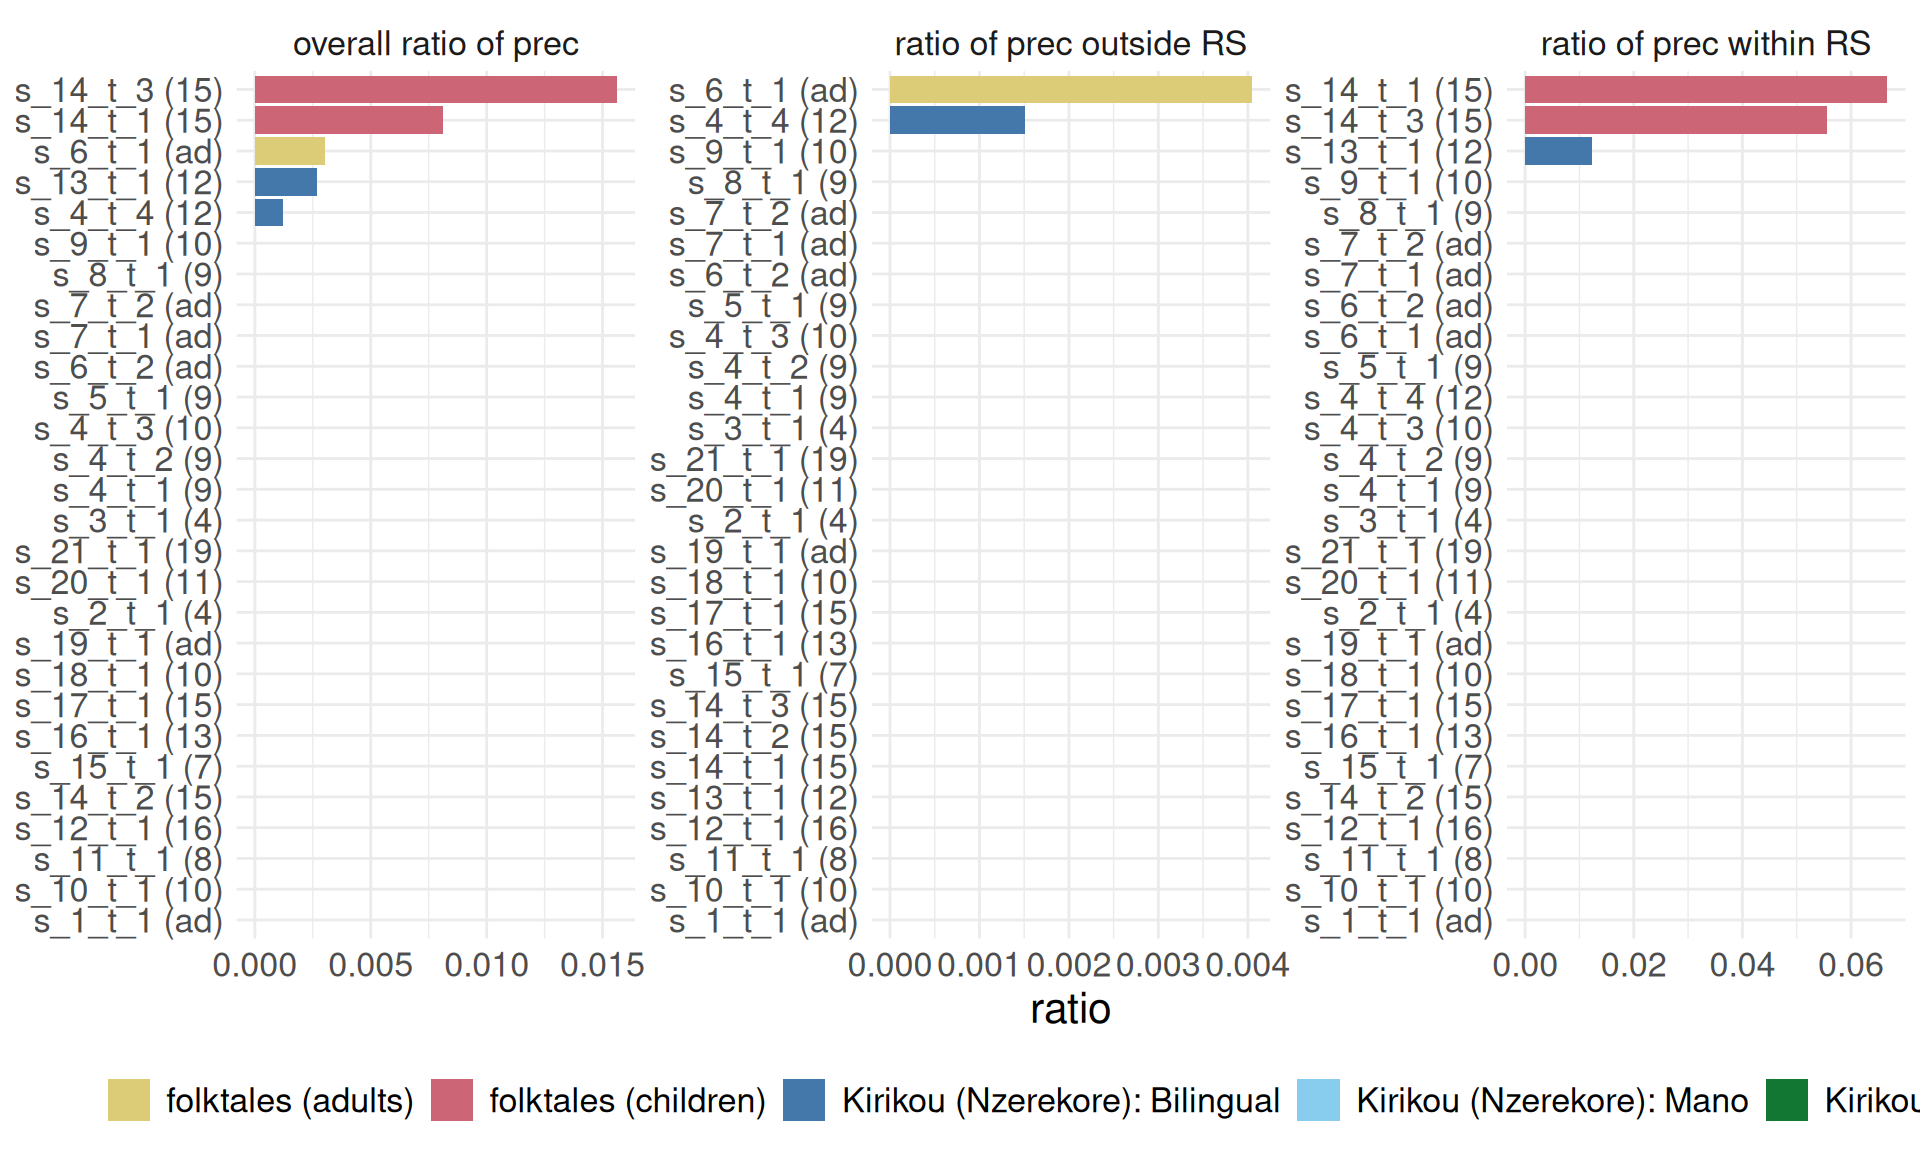 overall ratio of prec
s_14_t_3 (15)
s_14_t_1 (15)
s_6_t_1 (ad)
s_13_t_1 (12)
s_4_t_4 (12)
s_9_t_1 (10)
s_8_t_1 (9)
s_7_t_2 (ad)
s_7_t_1 (ad)
s_6_t_2 (ad)
s_5_t_1 (9)
s_4_t_3 (10)
s_4_t_2 (9)
s_4_t_1 (9)
s_3_t_1 (4)
s_21_t_1 (19)
s_20_t_1 (11)
s_2_t_1 (4)
s_19_t_1 (ad)
s_18_t_1 (10)
s_17_t_1 (15)
s_16_t_1 (13)
s_15_t_1 (7)
s_14_t_2 (15)
s_12_t_1 (16)
s_11_t_1 (8)
s_10_t_1 (10)
s_1_t_1 (ad)
0.000 0.005 0.010 0.015
ratio of prec outside RS
s_6_t_1 (ad)
s_4_t_4 (12)
s_9_t_1 (10)
s_8_t_1 (9)
s_7_t_2 (ad)
s_7_t_1 (ad)
s_6_t_2 (ad)
s_5_t_1 (9)
s_4_t_3 (10)
s_4_t_2 (9)
s_4_t_1 (9)
s_3_t_1 (4)
s_21_t_1 (19)
s_20_t_1 (11)
s_2_t_1 (4)
s_19_t_1 (ad)
s_18_t_1 (10)
s_17_t_1 (15)
s_16_t_1 (13)
s_15_t_1 (7)
s_14_t_3 (15)
s_14_t_2 (15)
s_14_t_1 (15)
s_13_t_1 (12)
s_12_t_1 (16)
s_11_t_1 (8)
s_10_t_1 (10)
s_1_t_1 (ad)
0.000 0.001 0.002 0.003 0.004
ratio of prec within RS
s_14_t_1 (15)
s_14_t_3 (15)
s_13_t_1 (12)
s_9_t_1 (10)
s_8_t_1 (9)
s_7_t_2 (ad)
s_7_t_1 (ad)
s_6_t_2 (ad)
s_6_t_1 (ad)
s_5_t_1 (9)
s_4_t_4 (12)
s_4_t_3 (10)
s_4_t_2 (9)
s_4_t_1 (9)
s_3_t_1 (4)
s_21_t_1 (19)
s_20_t_1 (11)
s_2_t_1 (4)
s_19_t_1 (ad)
s_18_t_1 (10)
s_17_t_1 (15)
s_16_t_1 (13)
s_15_t_1 (7)
s_14_t_2 (15)
s_12_t_1 (16)
s_11_t_1 (8)
s_10_t_1 (10)
s_1_t_1 (ad)
0.00 0.02 0.04 0.06
ratio
folktales (adults) folktales (children) Kirikou (Nzerekore): Bilingual Kirikou (Nzerekore): Mano